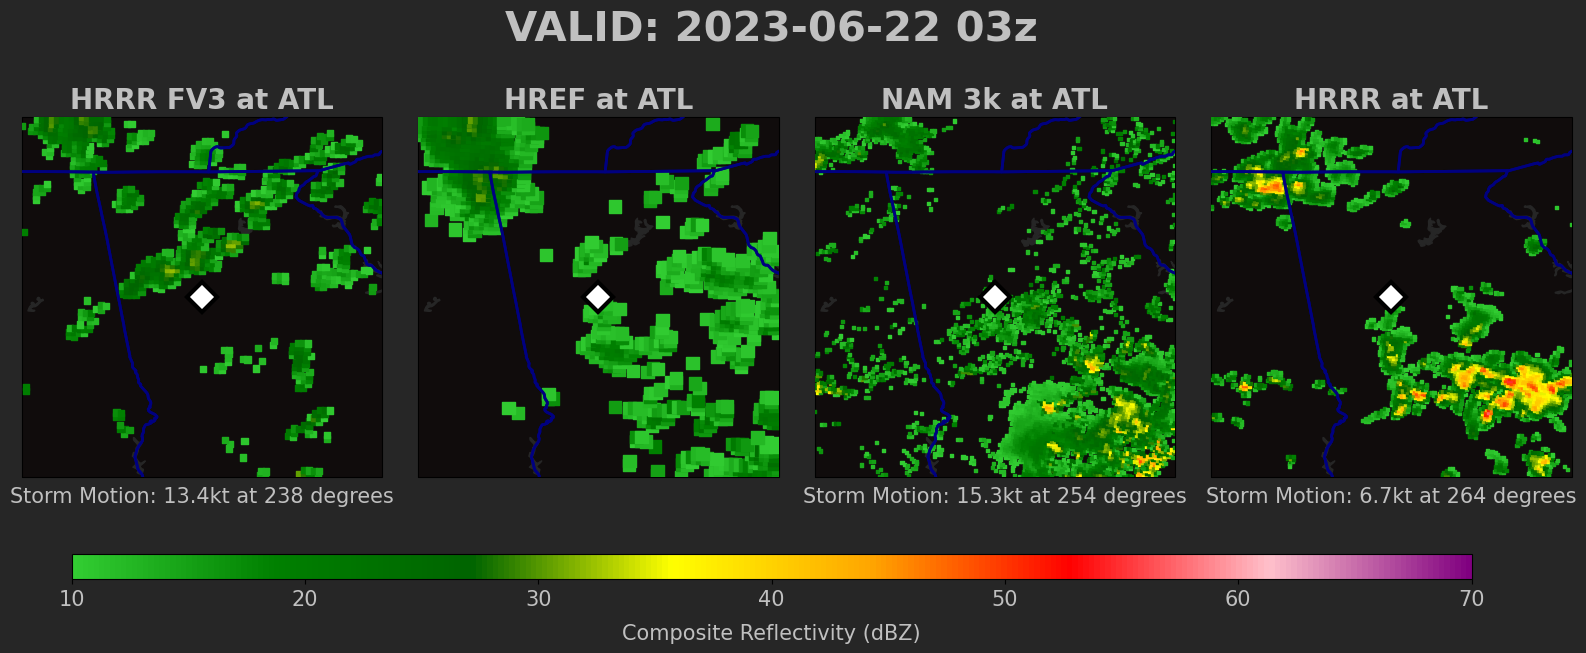 VALID: 2023-06-22 03z
HRRR FV3 at ATL
HREF at ATL
NAM 3k at ATL
HRRR at ATL
Storm Motion: 13.4kt at 238 degrees
Storm Motion: 15.3kt at 254 degrees
Storm Motion: 6.7kt at 264 degrees
10 20 30 40 50 60 70
Composite Reflectivity (dBZ)